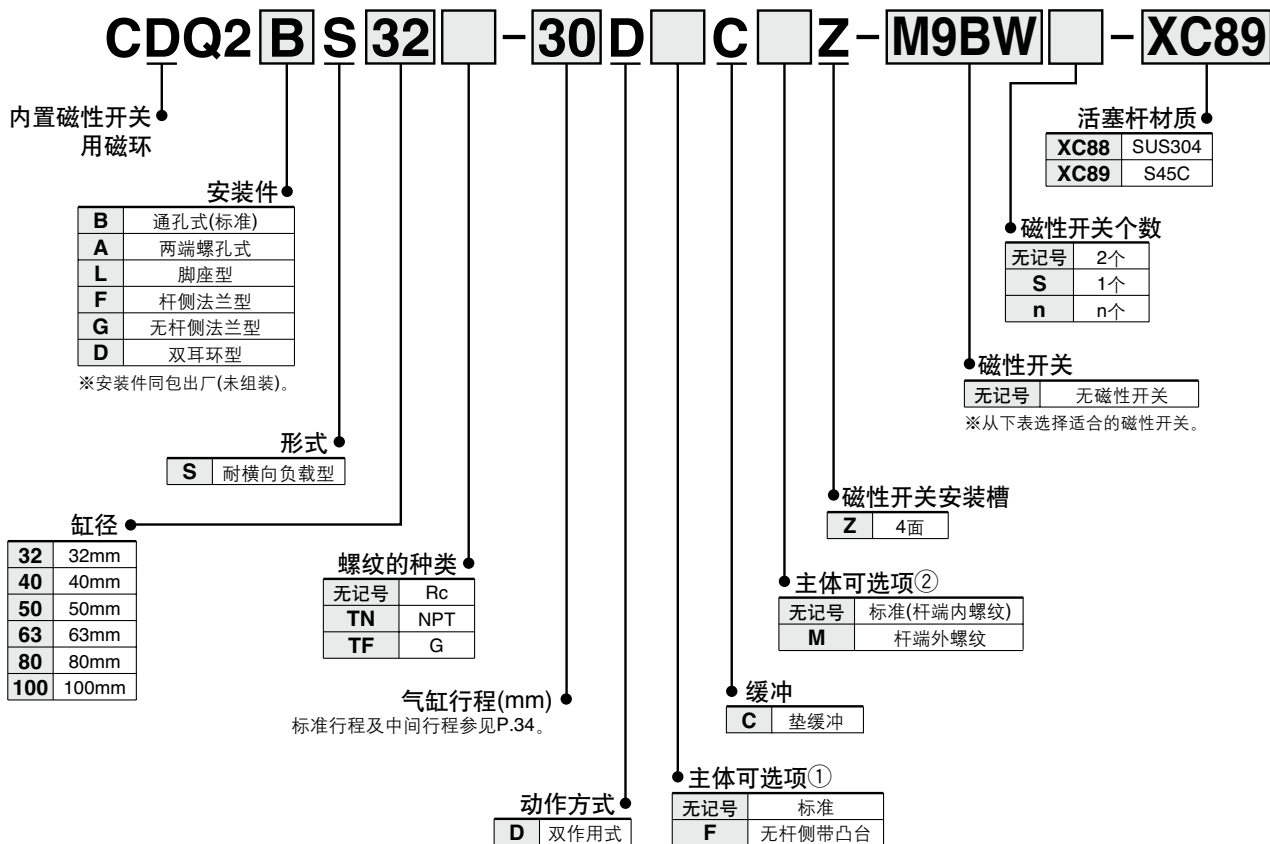 CDQ2 B S 32 - 30 D C Z - M9BW - XC89
内置磁性开关
用磁环
安装件
B 通孔式(标准)
A 两端螺孔式
L 脚座型
F 杆侧法兰型
G 无杆侧法兰型
D 双耳环型
※安装件同包出厂(未组装)。
形式
S 耐横向负载型
缸径
32 32mm
40 40mm
50 50mm
63 63mm
80 80mm
100 100mm
螺纹的种类
无记号 Rc
TN NPT
TF G
气缸行程(mm)
标准行程及中间行程参见P.34。
动作方式
D 双作用式
主体可选项①
无记号 标准
F 无杆侧带凸台
缓冲
C 垫缓冲
主体可选项②
无记号 标准(杆端内螺纹)
M 杆端外螺纹
磁性开关安装槽
Z 4面
磁性开关
无记号 无磁性开关
※从下表选择适合的磁性开关。
磁性开关个数
无记号 2个
S 1个
n n个
活塞杆材质
XC88 SUS304
XC89 S45C